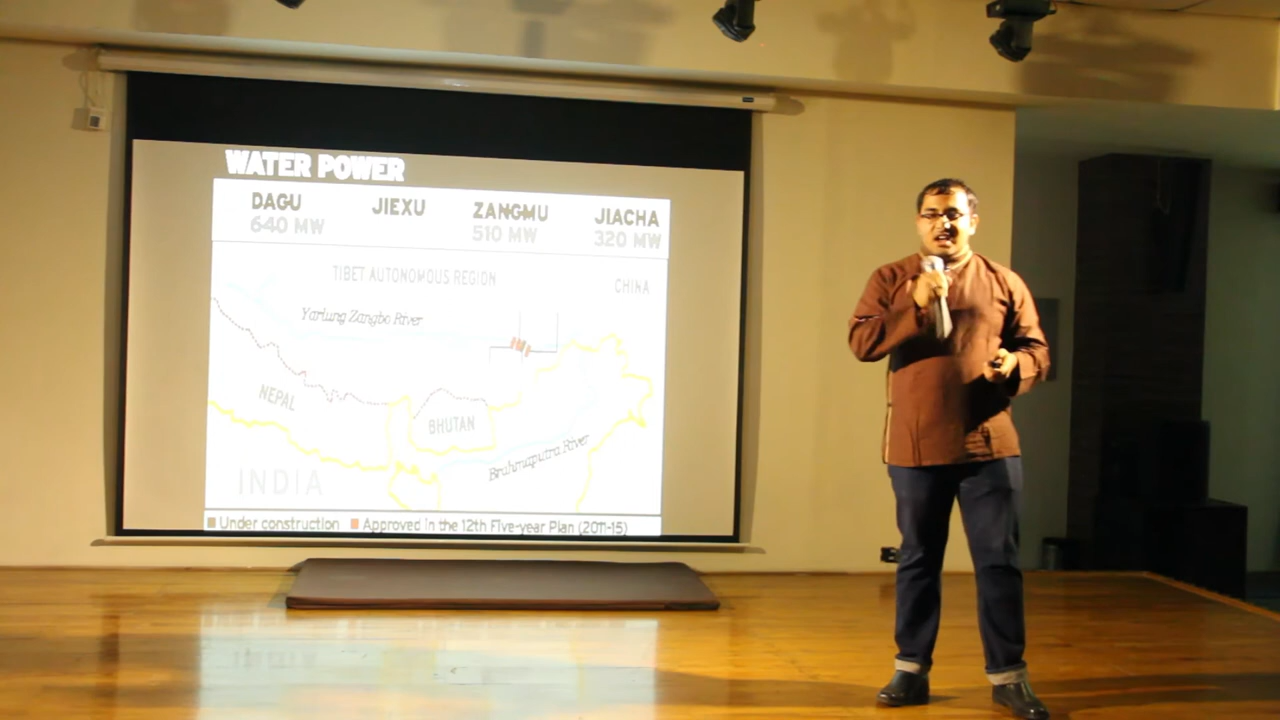 WATER POWER
DAGU JIEXU ZANGMU JIACHA
640 MW 510 MW 320 MW
TIBET AUTONOMOUS REGION
CHINA
Yarlung Zangbo River
NEPAL
BHUTAN
Brahmaputra River
INDIA
Under construction Approved in the 12th Five-year Plan (2011-15)